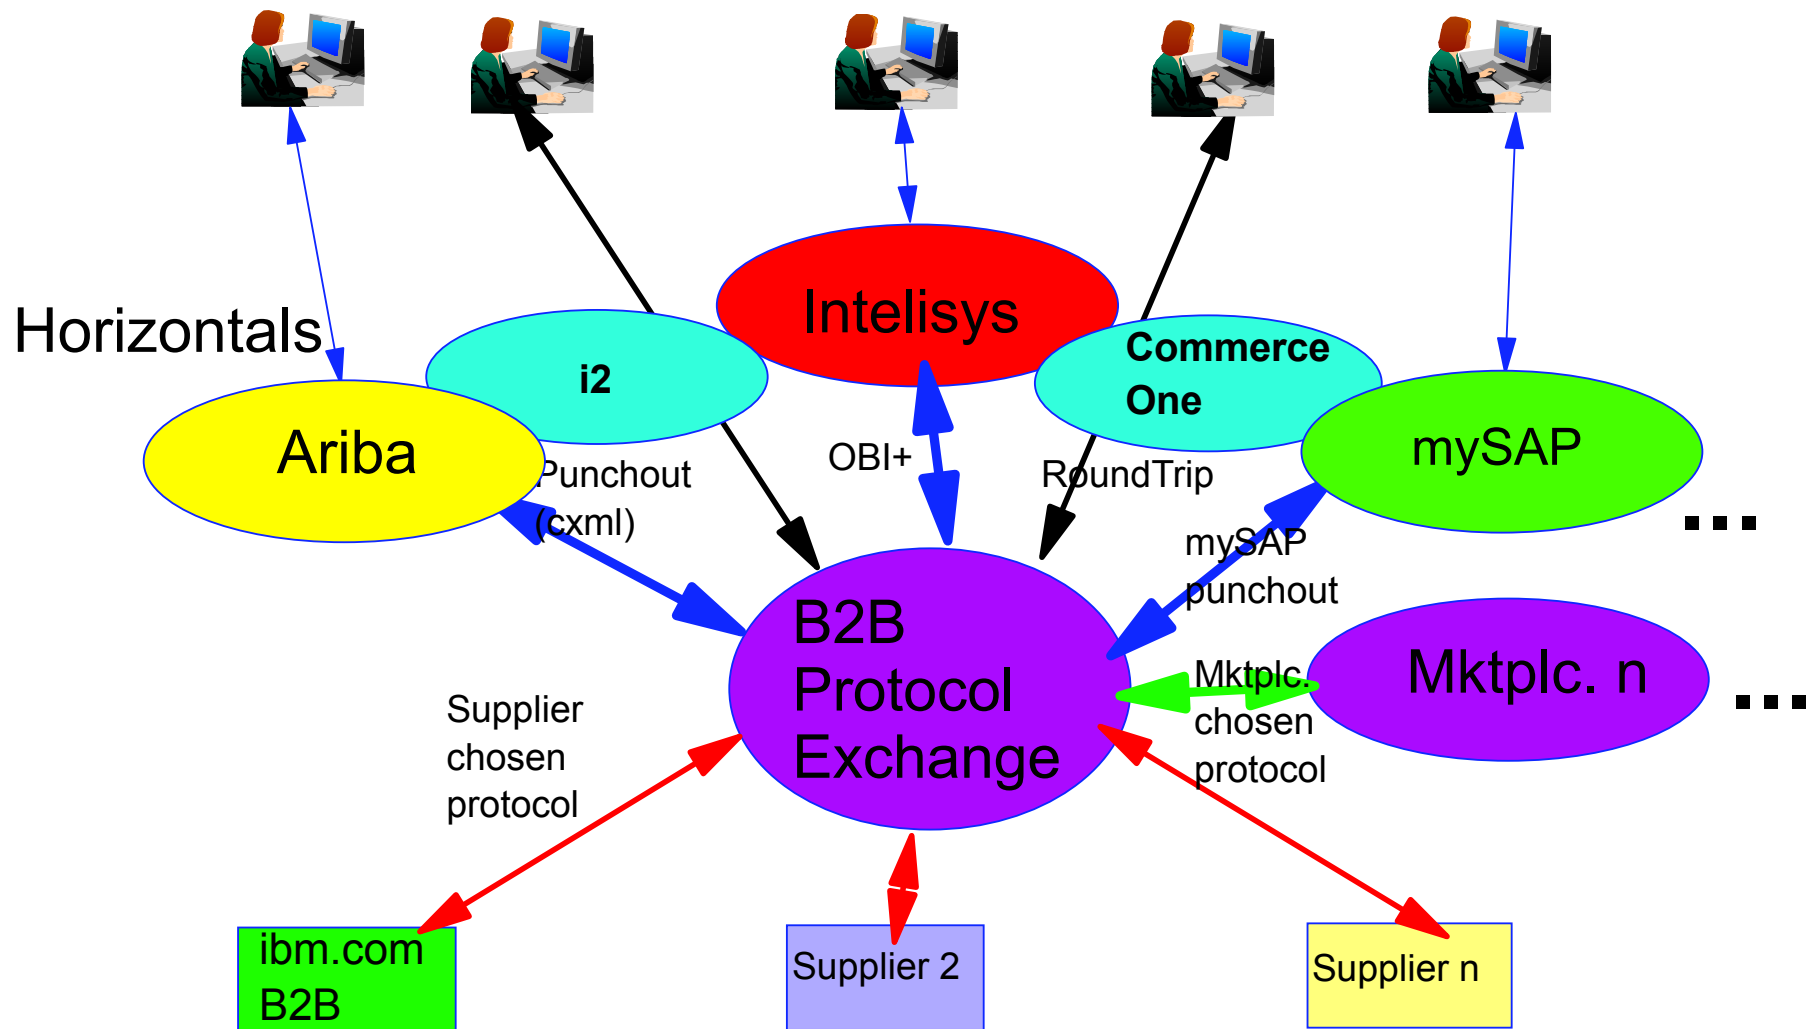 Horizontals
Intelisys
i2
Commerce
One
Ariba
mySAP
Punchout
(cxml)
OBI+
RoundTrip
...
mySAP
punchout
B2B
Protocol
Exchange
Mktplc.
chosen
protocol
Mktplc. n
...
Supplier
chosen
protocol
ibm.com
B2B
Supplier 2
Supplier n